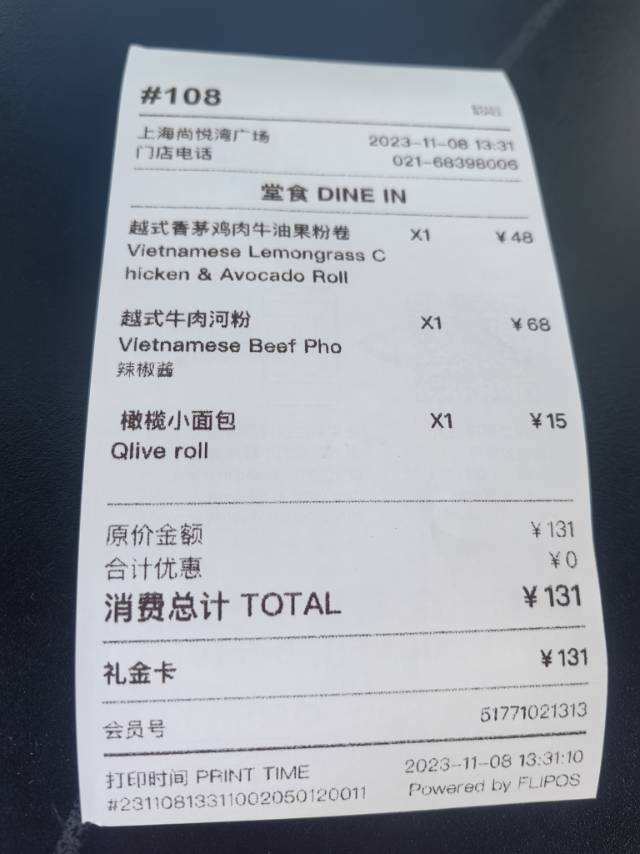 #108
上海尚悦湾广场 2023-11-08 13:31
门店电话 021-68398006
堂食 DINE IN
越式香茅鸡肉牛油果粉卷 X1 ¥48
Vietnamese Lemongrass C
hicken & Avocado Roll
越式牛肉河粉 X1 ¥68
Vietnamese Beef Pho
辣椒酱
橄榄小面包 X1 ¥15
Qlive roll
原价金额 ¥131
合计优惠 ¥0
消费总计 TOTAL ¥131
礼金卡 ¥131
会员号 51771021313
打印时间 PRINT TIME 2023-11-08 13:31:10
#23110813311002050120011 Powered by FLIPOS